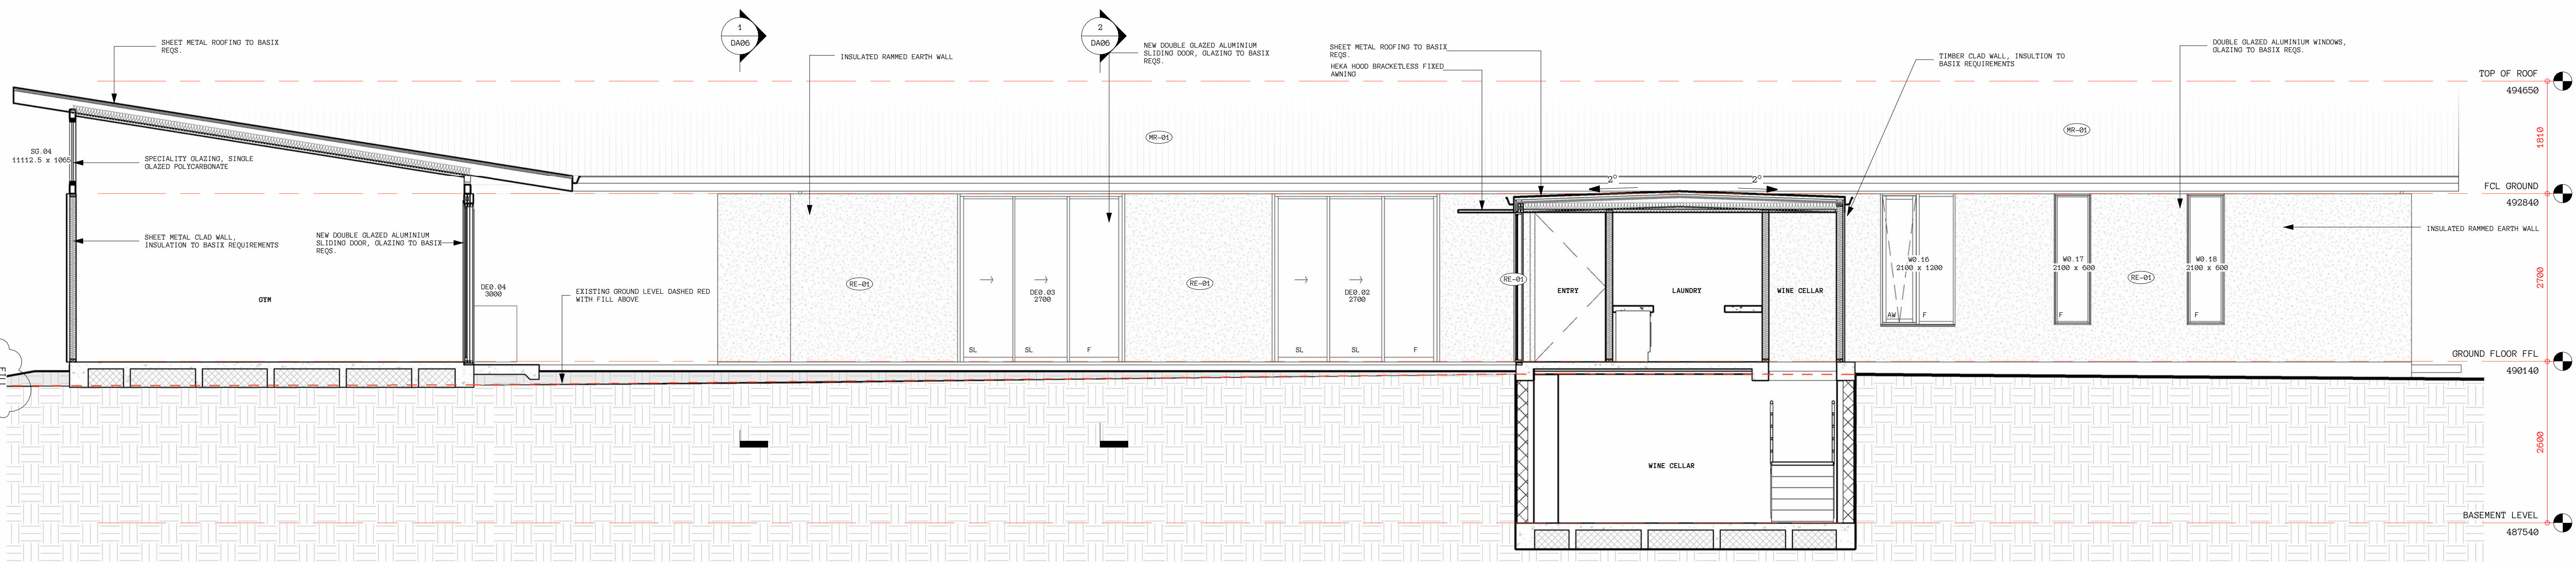 1
DA06
2
DA06
SHEET METAL ROOFING TO BASIX
REQS.
INSULATED RAMMED EARTH WALL
NEW DOUBLE GLAZED ALUMINIUM
SLIDING DOOR, GLAZING TO BASIX
REQS.
SHEET METAL ROOFING TO BASIX
REQS.
HEKA HOOD BRACKETLESS FIXED
AWNING
TIMBER CLAD WALL, INSULTION TO
BASIX REQUIREMENTS
DOUBLE GLAZED ALUMINIUM WINDOWS,
GLAZING TO BASIX REQS.
TOP OF ROOF
494650
1810
MR-01
MR-01
SG.04
11112.5 x 1065
SPECIALITY GLAZING, SINGLE
GLAZED POLYCARBONATE
2°
2°
FCL GROUND
492840
SHEET METAL CLAD WALL,
INSULATION TO BASIX REQUIREMENTS
NEW DOUBLE GLAZED ALUMINIUM
SLIDING DOOR, GLAZING TO BASIX
REQS.
INSULATED RAMMED EARTH WALL
2700
GYM
DE0.04
3000
EXISTING GROUND LEVEL DASHED RED
WITH FILL ABOVE
RE-01
DE0.03
2700
RE-01
DE0.02
2700
RE-01
ENTRY
LAUNDRY
WINE CELLAR
W0.16
2100 x 1200
W0.17
2100 x 600
RE-01
W0.18
2100 x 600
AW
F
F
F
SL
SL
F
SL
SL
F
GROUND FLOOR FFL
490140
2600
WINE CELLAR
BASEMENT LEVEL
487540